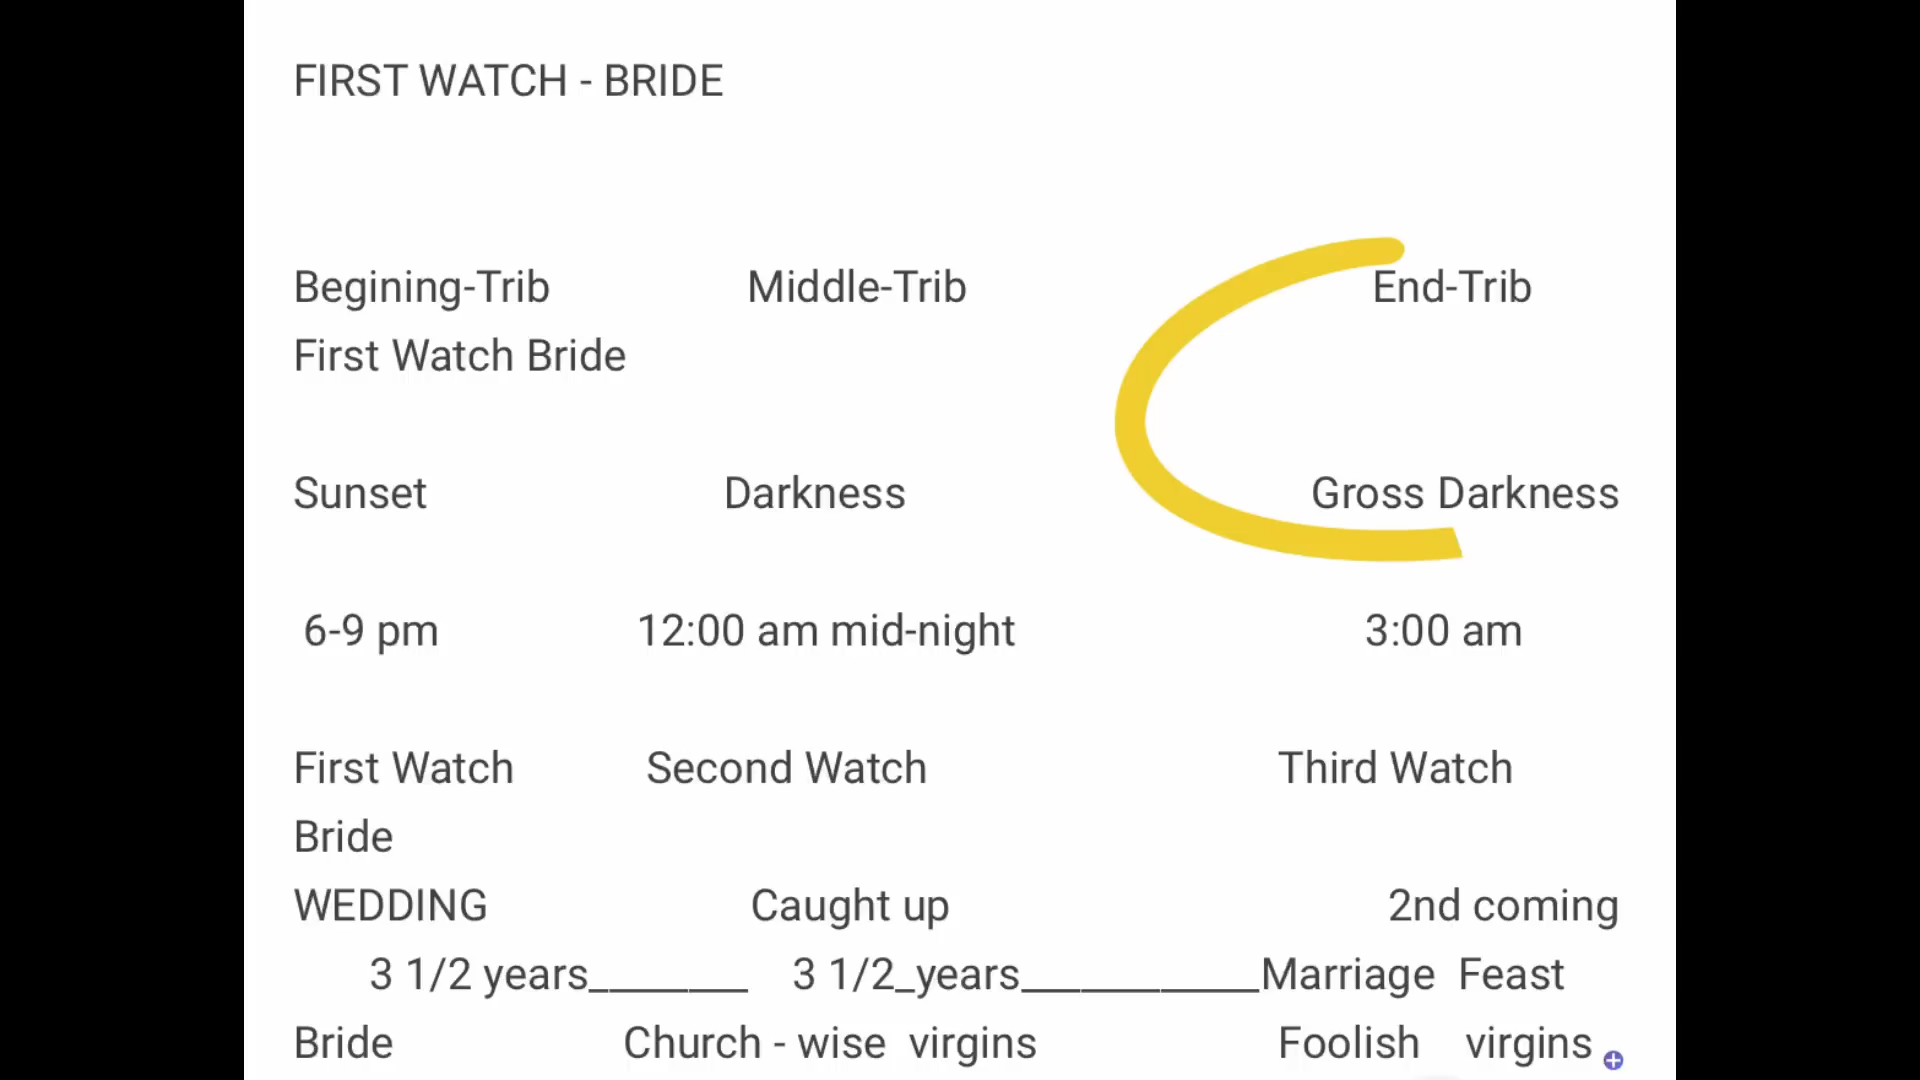 FIRST WATCH - BRIDE
Begining-Trib Middle-Trib End-Trib
First Watch Bride
Sunset Darkness Gross Darkness
6-9 pm 12:00 am mid-night 3:00 am
First Watch Second Watch Third Watch
Bride
WEDDING Caught up 2nd coming
3 1/2 years________ 3 1/2_years____________Marriage Feast
Bride Church - wise virgins Foolish virgins